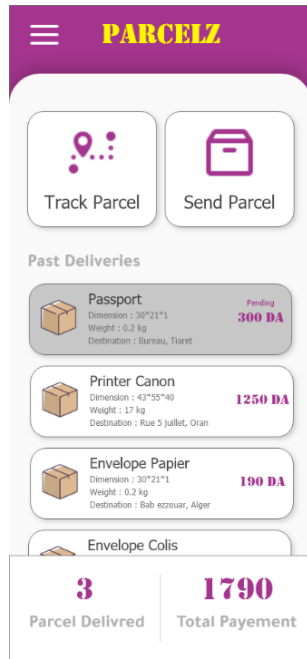 PARCELZ
Track Parcel
Send Parcel
Past Deliveries
Passport
Pending
Dimension : 30*21*1
300 DA
Weight : 0.2 kg
Destination : Bureau, Tiaret
Printer Canon
Dimension : 43*55*40
1250 DA
Weight : 17 kg
Destination : Rue 5 Juillet, Oran
Envelope Papier
Dimension : 30*21*1
190 DA
Weight : 0.2 kg
Destination : Bab ezzouar, Alger
Envelope Colis
3
1790
Parcel Delivred
Total Payement